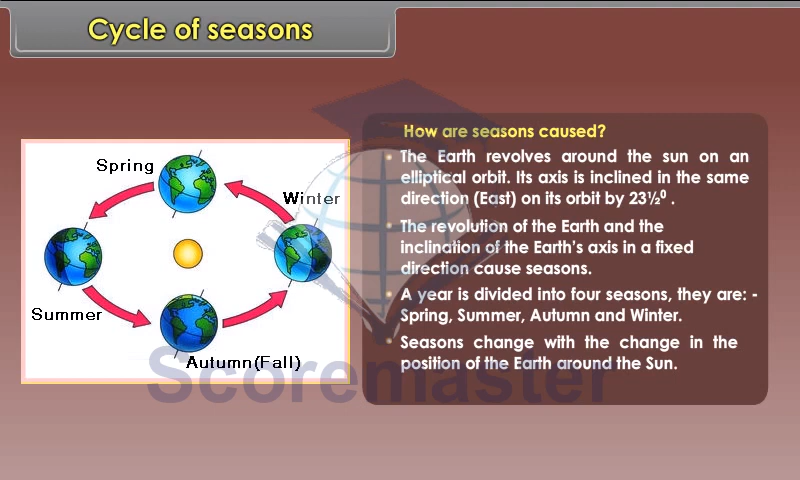 Cycle of seasons
Spring
Winter
Summer
Autumn(Fall)
How are seasons caused?
• The Earth revolves around the sun on an
elliptical orbit. Its axis is inclined in the same
direction (East) on its orbit by 23½⁰ .
• The revolution of the Earth and the
inclination of the Earth's axis in a fixed
direction cause seasons.
• A year is divided into four seasons, they are: -
Spring, Summer, Autumn and Winter.
• Seasons change with the change in the
position of the Earth around the Sun.
Scoremaster